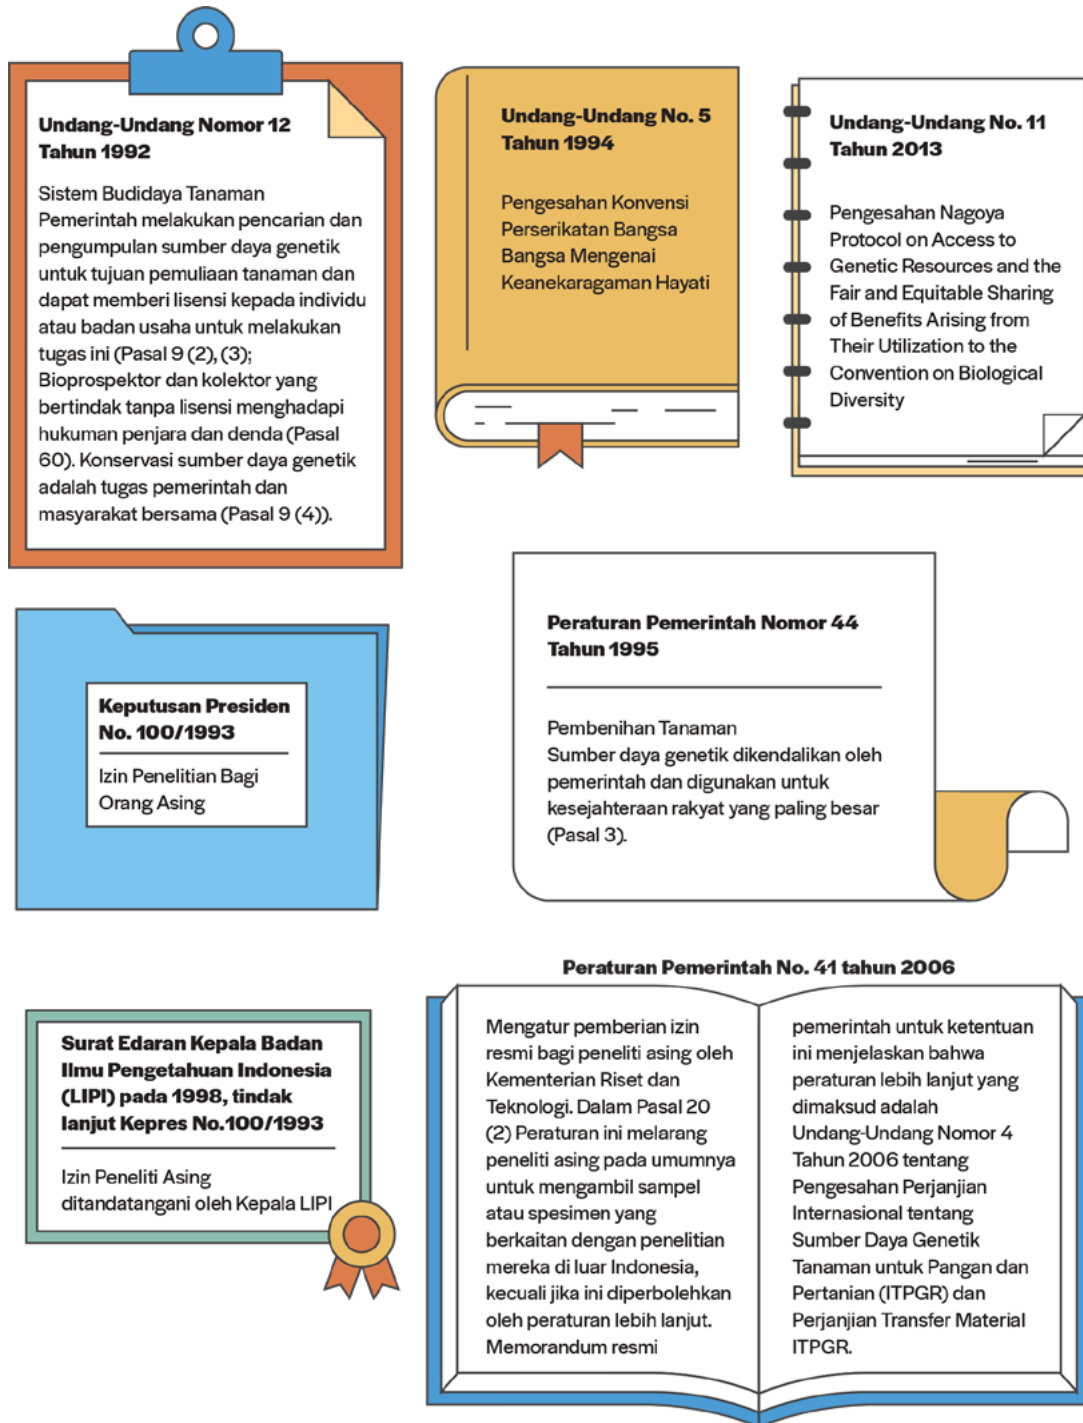 Undang-Undang Nomor 12
Tahun 1992
Sistem Budidaya Tanaman
Pemerintah melakukan pencarian dan
pengumpulan sumber daya genetik
untuk tujuan pemuliaan tanaman dan
dapat memberi lisensi kepada individu
atau badan usaha untuk melakukan
tugas ini (Pasal 9 (2), (3);
Bioprospektor dan kolektor yang
bertindak tanpa lisensi menghadapi
hukuman penjara dan denda (Pasal
60). Konservasi sumber daya genetik
adalah tugas pemerintah dan
masyarakat bersama (Pasal 9 (4)).
Undang-Undang No. 5
Tahun 1994
Pengesahan Konvensi
Perserikatan Bangsa
Bangsa Mengenai
Keanekaragaman Hayati
Undang-Undang No. 11
Tahun 2013
Pengesahan Nagoya
Protocol on Access to
Genetic Resources and the
Fair and Equitable Sharing
of Benefits Arising from
Their Utilization to the
Convention on Biological
Diversity
Keputusan Presiden
No. 100/1993
Izin Penelitian Bagi
Orang Asing
Peraturan Pemerintah Nomor 44
Tahun 1995
Pembenihan Tanaman
Sumber daya genetik dikendalikan oleh
pemerintah dan digunakan untuk
kesejahteraan rakyat yang paling besar
(Pasal 3).
Surat Edaran Kepala Badan
Ilmu Pengetahuan Indonesia
(LIPI) pada 1998, tindak
lanjut Kepres No.100/1993
Izin Peneliti Asing
ditandatangani oleh Kepala LIPI
Peraturan Pemerintah No. 41 tahun 2006
Mengatur pemberian izin
resmi bagi peneliti asing oleh
Kementerian Riset dan
Teknologi. Dalam Pasal 20
(2) Peraturan ini melarang
peneliti asing pada umumnya
untuk mengambil sampel
atau spesimen yang
berkaitan dengan penelitian
mereka di luar Indonesia,
kecuali jika ini diperbolehkan
oleh peraturan lebih lanjut.
Memorandum resmi
pemerintah untuk ketentuan
ini menjelaskan bahwa
peraturan lebih lanjut yang
dimaksud adalah
Undang-Undang Nomor 4
Tahun 2006 tentang
Pengesahan Perjanjian
Internasional tentang
Sumber Daya Genetik
Tanaman untuk Pangan dan
Pertanian (ITPGR) dan
Perjanjian Transfer Material
ITPGR.